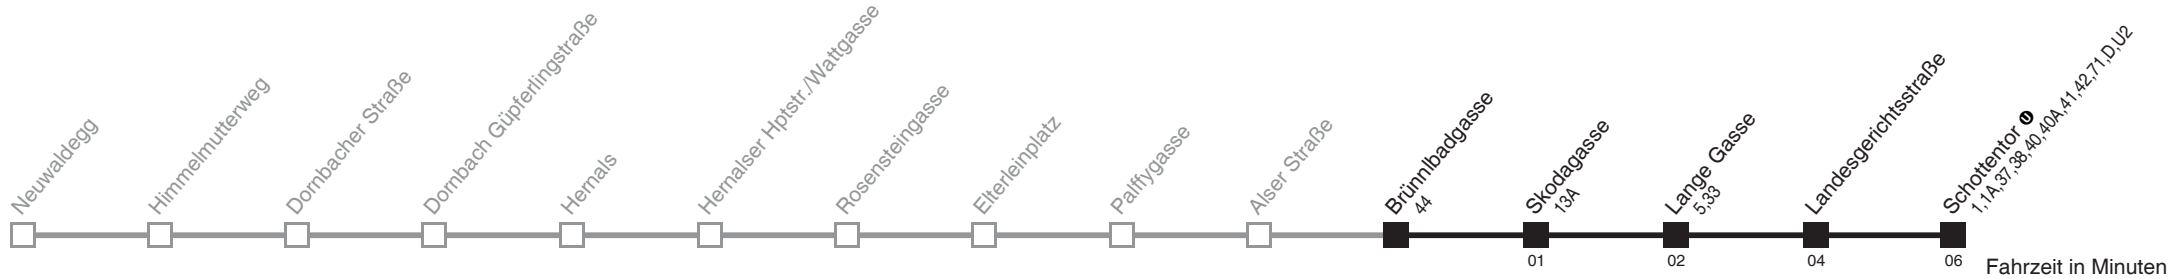 Neuwaldegg
Himmelmutterweg
Dornbacher Straße
Dornbach Güpferlingstraße
Hernals
Hernalser Hptstr./Wattgasse
Rosensteingasse
Elterleinplatz
Palffygasse
Alser Straße
Brünnlbadgasse
44
Skodagasse
13A
Lange Gasse
5,33
Landesgerichtsstraße
Schottentor U
1,1A,37,38,40,40A,41,42,71,D,U2
01
02
04
06
Fahrzeit in Minuten